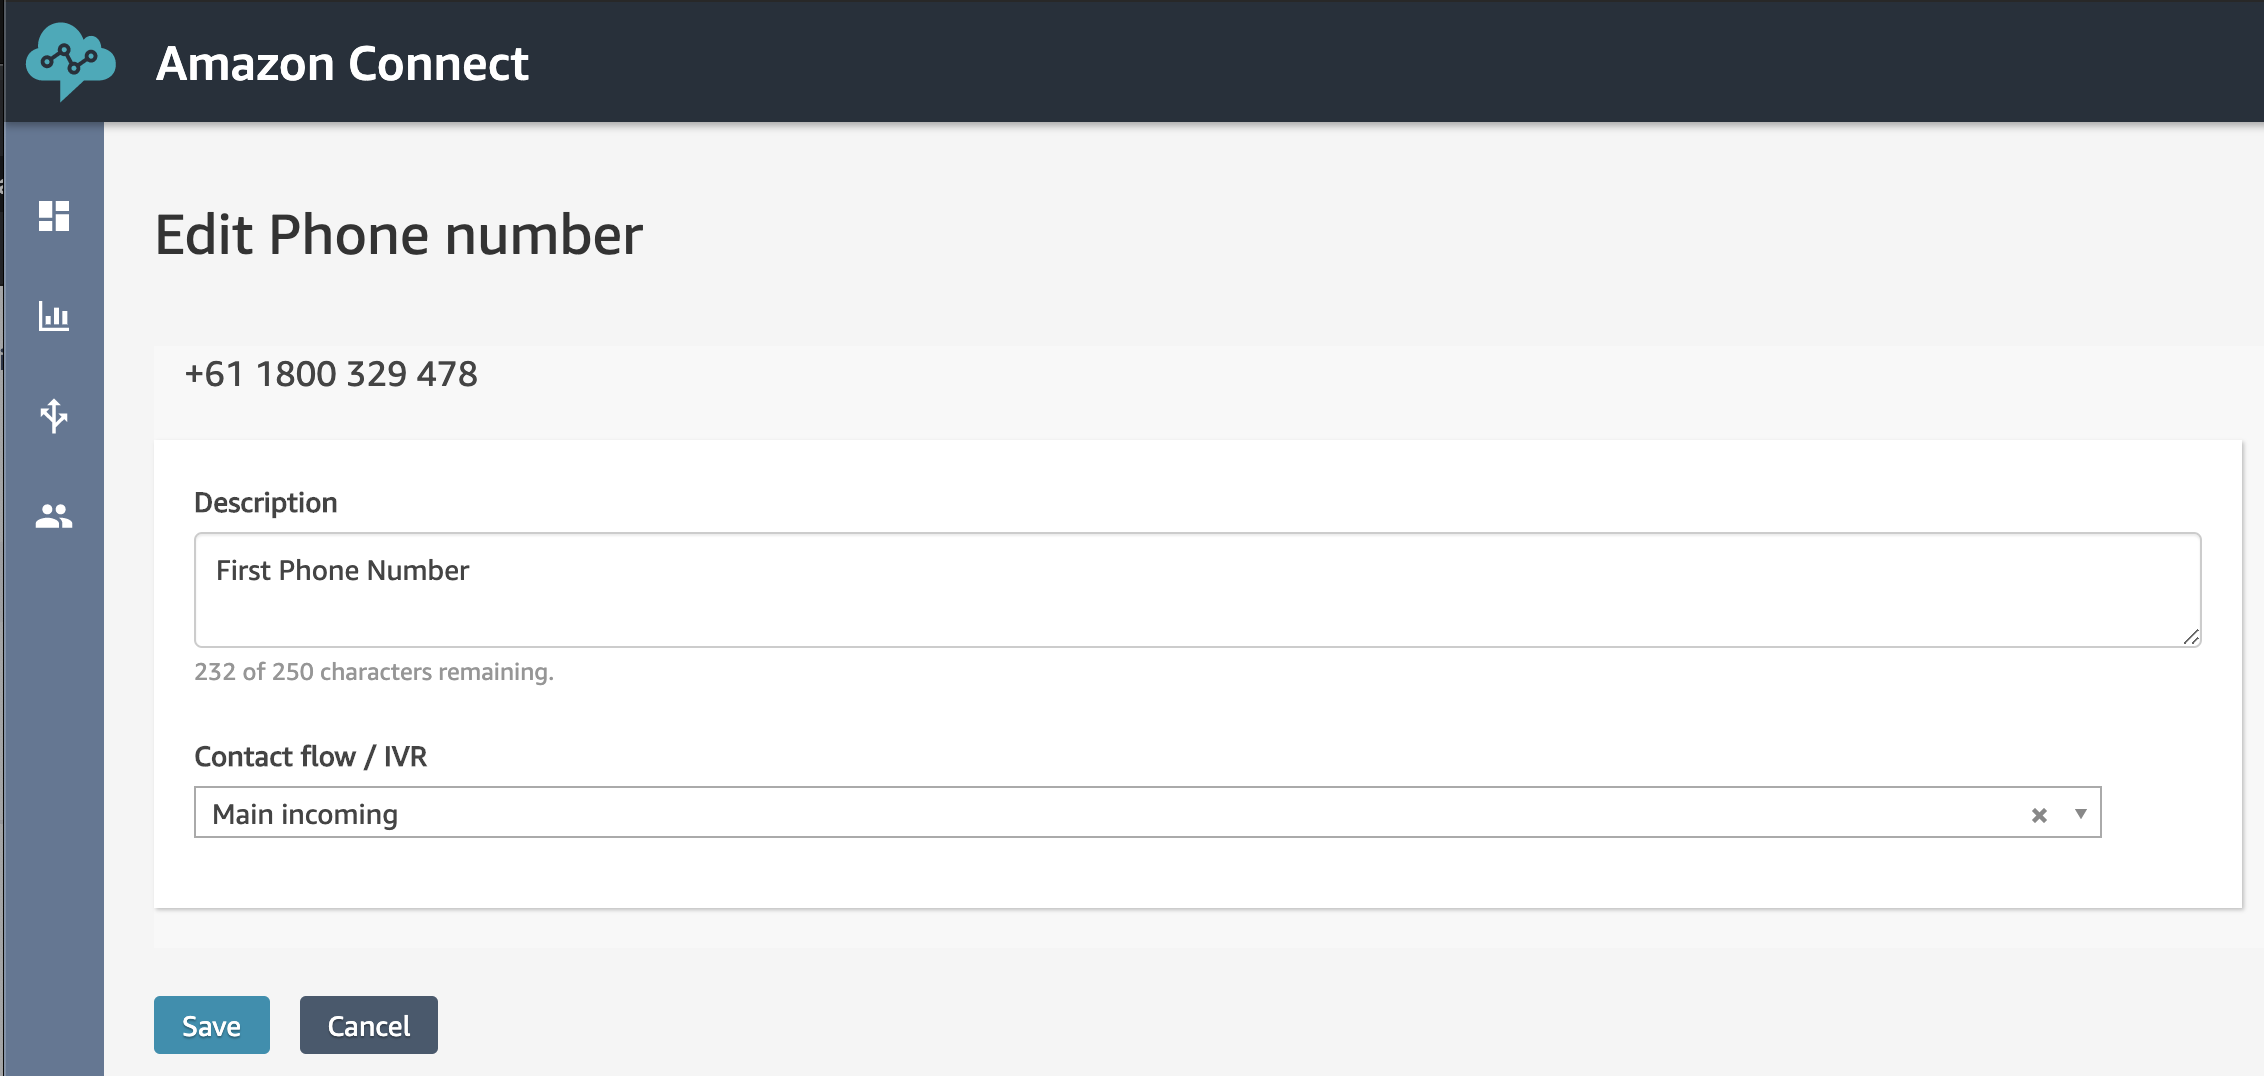 Amazon Connect
Edit Phone number
+61 1800 329 478
Description
First Phone Number
232 of 250 characters remaining.
Contact flow / IVR
Main incoming
Save
Cancel